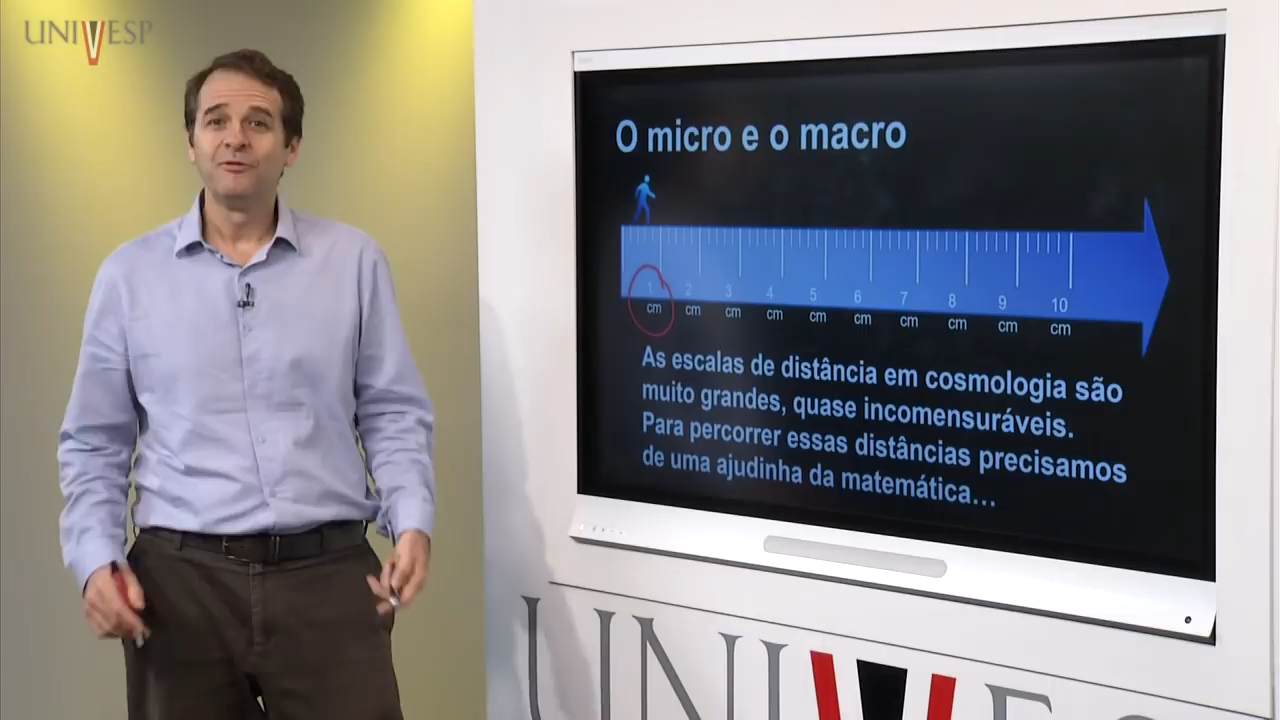 UNIVESP
O micro e o macro
1 2 3 4 5 6 7 8 9 10
cm cm cm cm cm cm cm cm cm cm
As escalas de distância em cosmologia são
muito grandes, quase incomensuráveis.
Para percorrer essas distâncias precisamos
de uma ajudinha da matemática...
UNIVESP